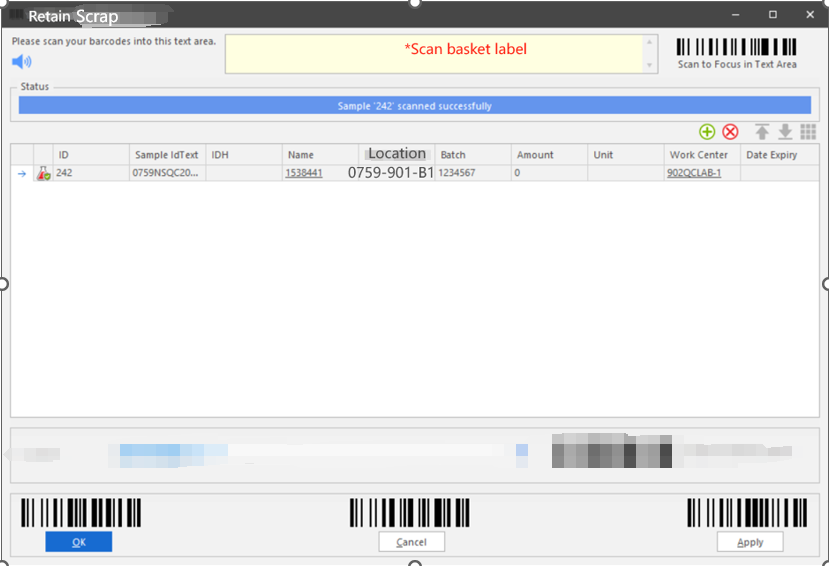 Retain Scrap
Please scan your barcodes into this text area.
*Scan basket label
Scan to Focus in Text Area
Status
Sample '242' scanned successfully
ID Sample IdText IDH Name Location Batch Amount Unit Work Center Date Expiry
242 0759NSQC20... 1538441 0759-901-B1 1234567 0 902QCLAB-1
OK Cancel Apply